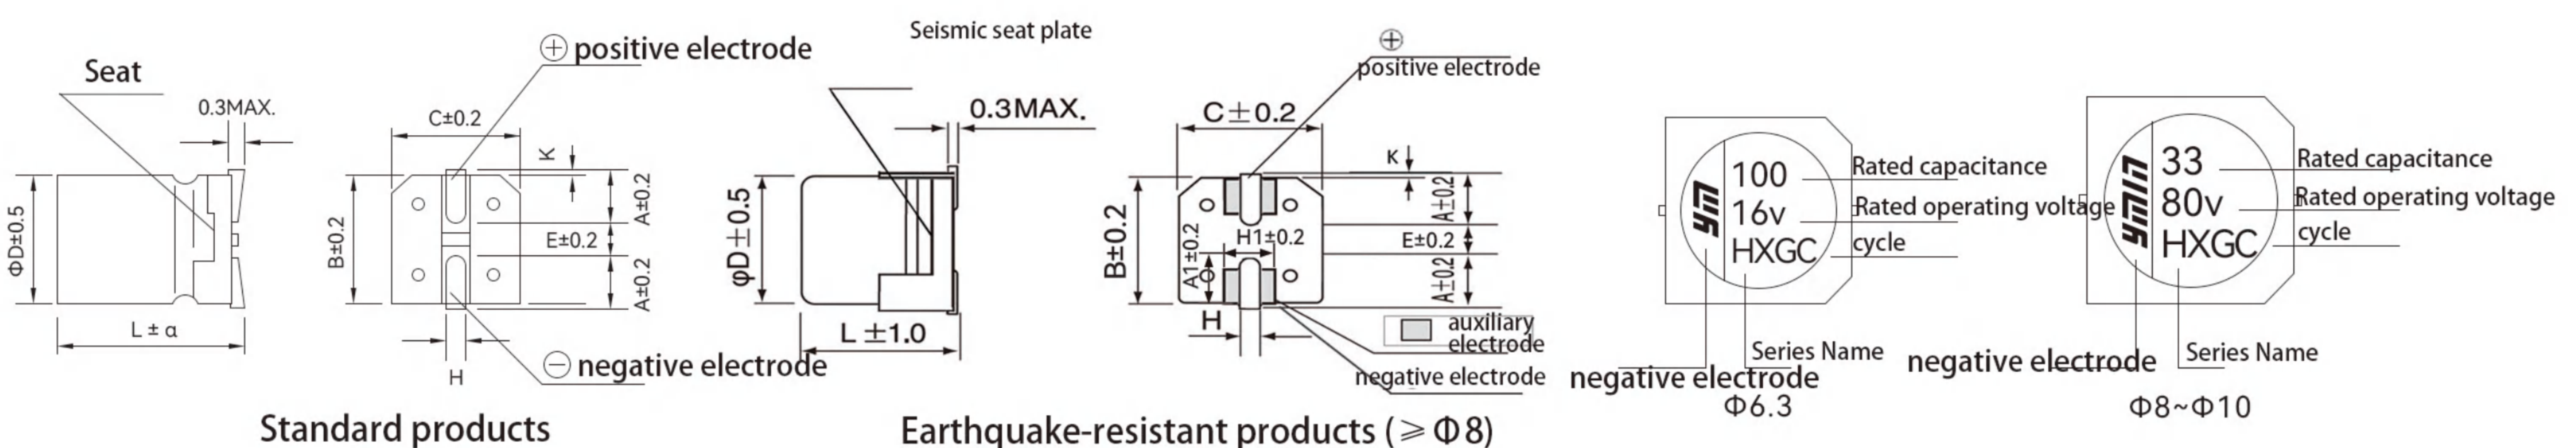 Seat
0.3MAX.
ΦD±0.5
L ± α
C±0.2
⊕ positive electrode
K
A±0.2
B±0.2
E±0.2
A±0.2
H
⊖ negative electrode
Standard products
Seismic seat plate
0.3MAX.
φD±0.5
L ±1.0
⊕
positive electrode
C±0.2
K
A±0.2
B±0.2
A1±0.2
H1±0.2
E±0.2
A±0.2
H
auxiliary
electrode
negative electrode
Earthquake-resistant products (≥Φ8)
YM
100
16v
HXGC
Rated capacitance
Rated operating voltage
cycle
Series Name
negative electrode
Φ6.3
YMIN
33
80v
HXGC
Rated capacitance
Rated operating voltage
cycle
Series Name
negative electrode
Φ8~Φ10